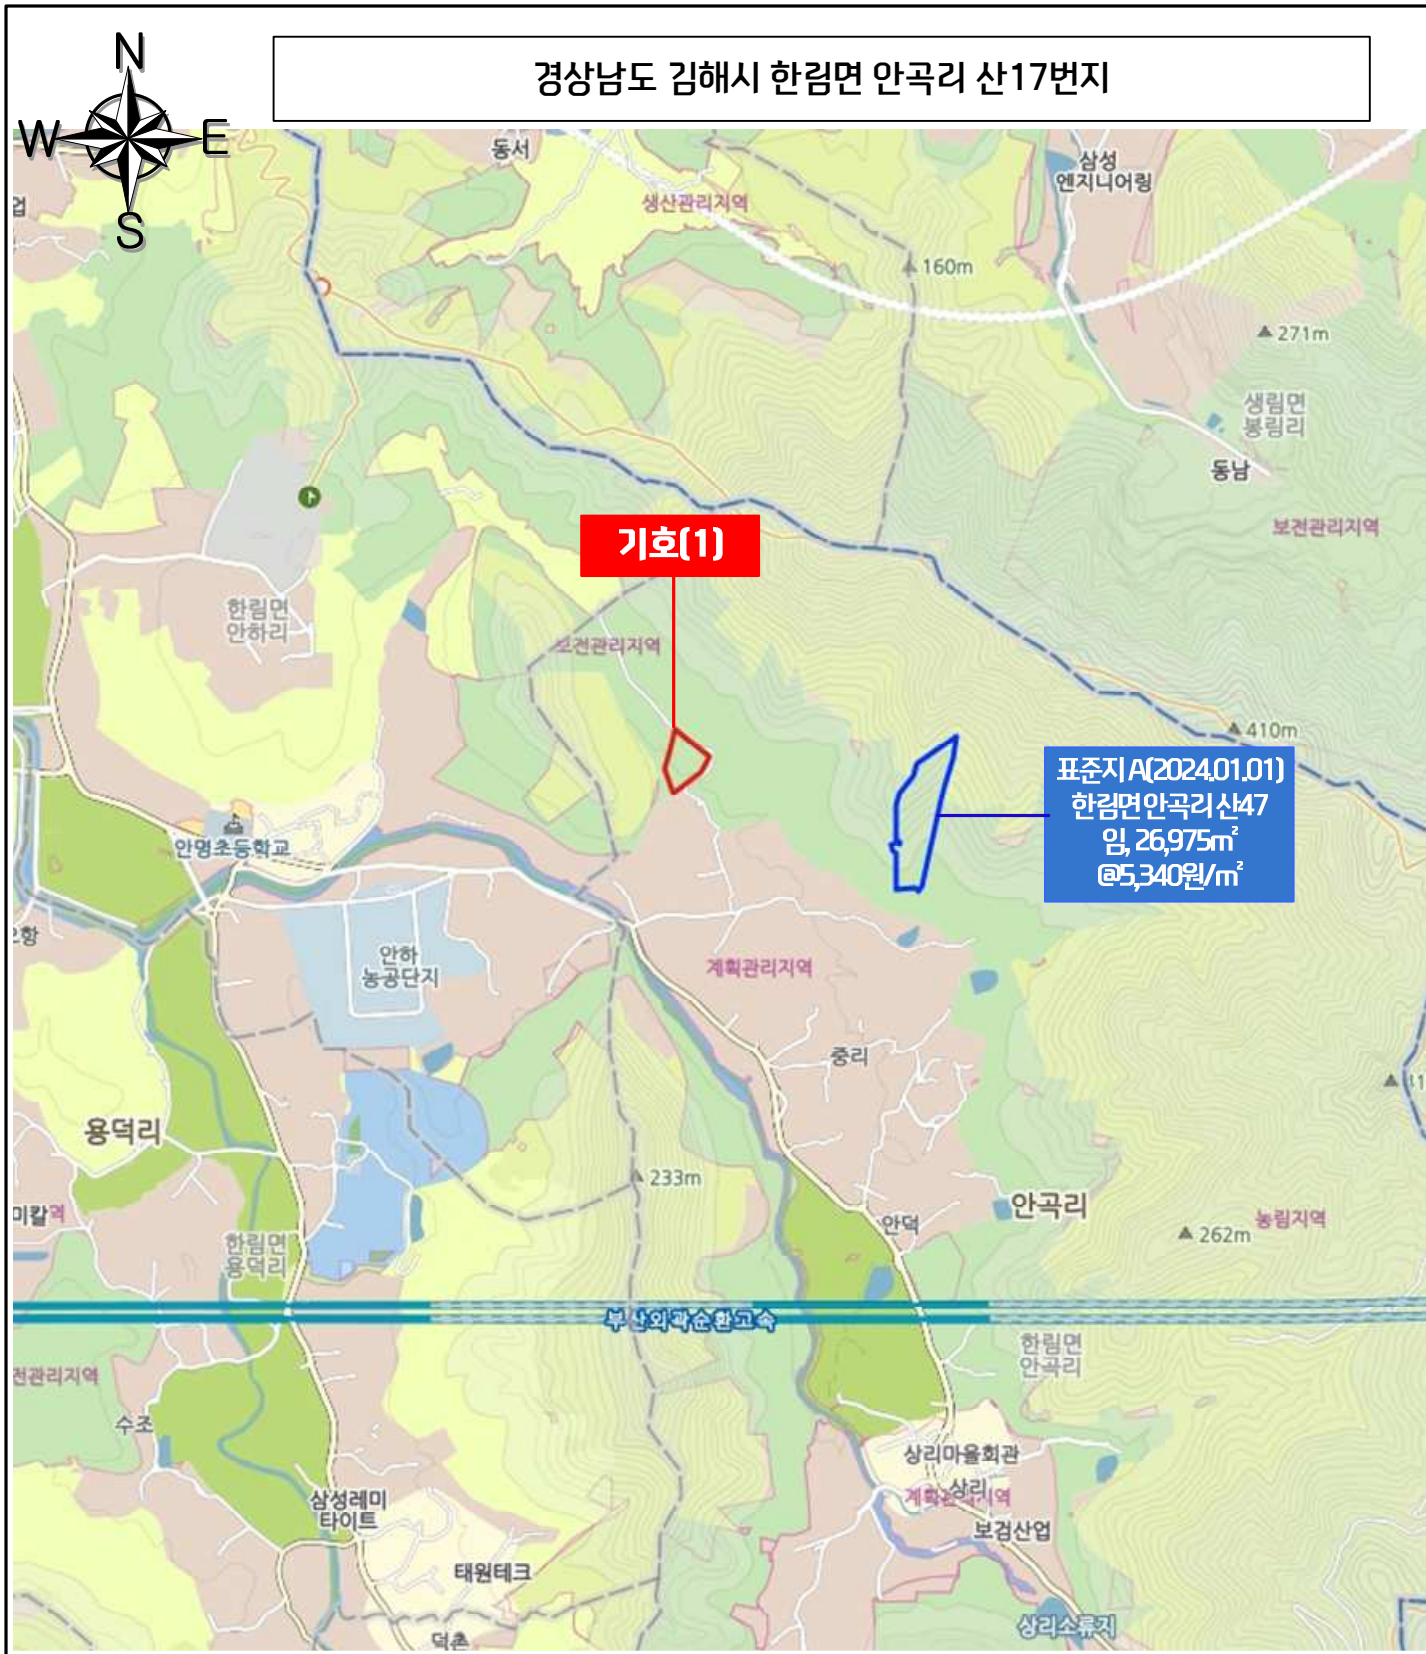 N
W
E
S
경상남도 김해시 한림면 안곡리 산17번지
동서
삼성
엔지니어링
업
생산관리지역
160m
271m
생림면
봉림리
동남
보전관리지역
기호(1)
한림면
안하리
보전관리지역
410m
표준지 A(2024.01.01)
한림면 안곡리 산47
임, 26,975m²
@5,340원/m²
안명초등학교
안하
농공단지
계획관리지역
중리
용덕리
233m
미칼역
안곡리
안덕
농림지역
262m
한림면
용덕리
부산외곽순환고속
한림면
안곡리
전관리지역
수조
상리마을회관
상리
계획관리지역
삼성레미
타이트
보검산업
태원테크
상리소류지
덕촌